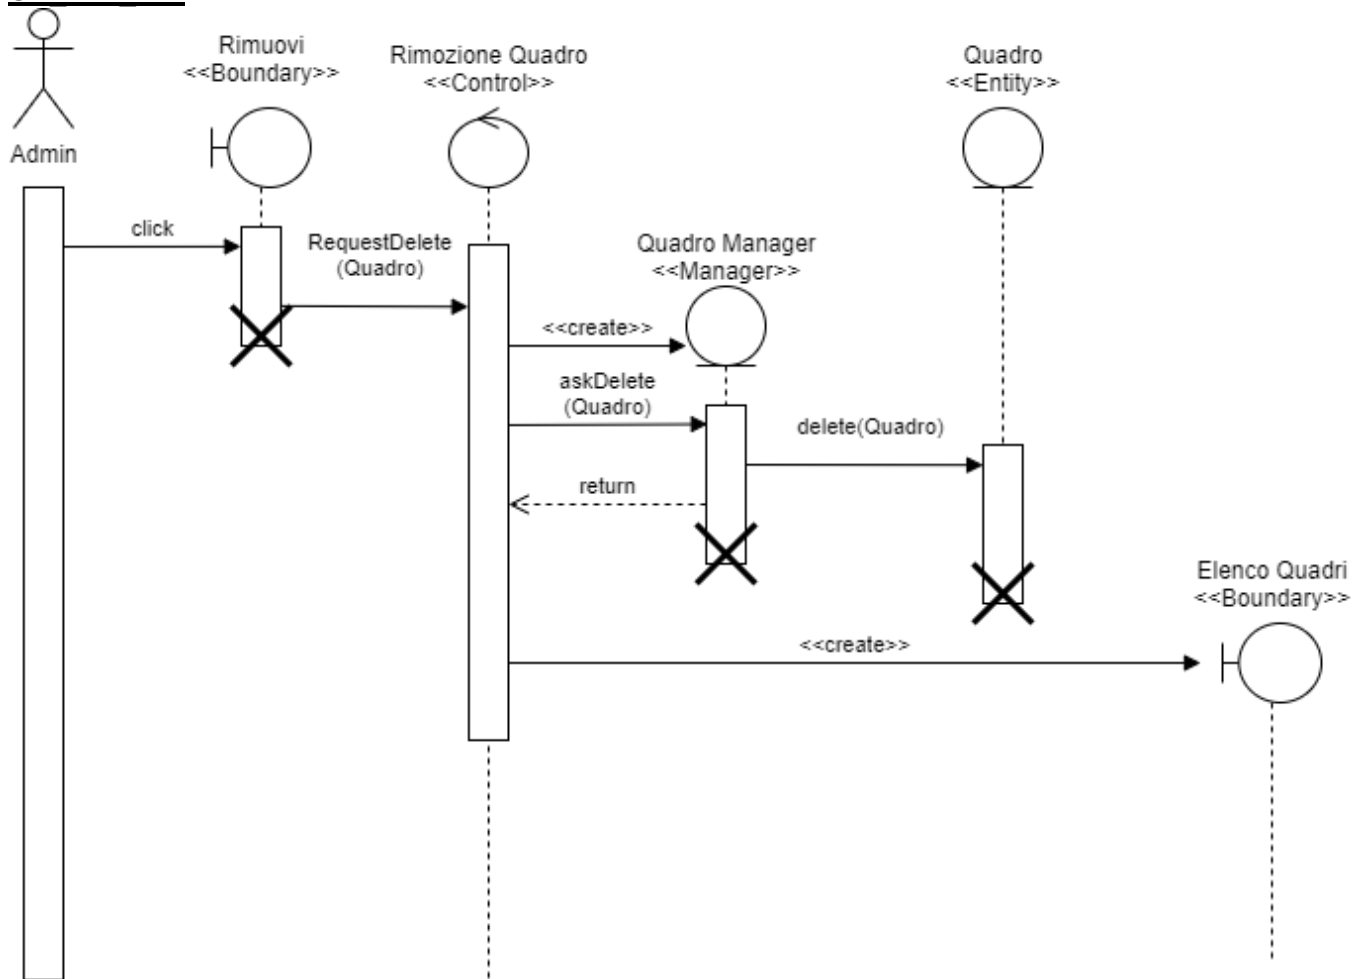 Rimuovi
<<Boundary>>
Rimozione Quadro
<<Control>>
Quadro
<<Entity>>
Admin
click
RequestDelete
(Quadro)
Quadro Manager
<<Manager>>
<<create>>
askDelete
(Quadro)
delete(Quadro)
return
Elenco Quadri
<<Boundary>>
<<create>>